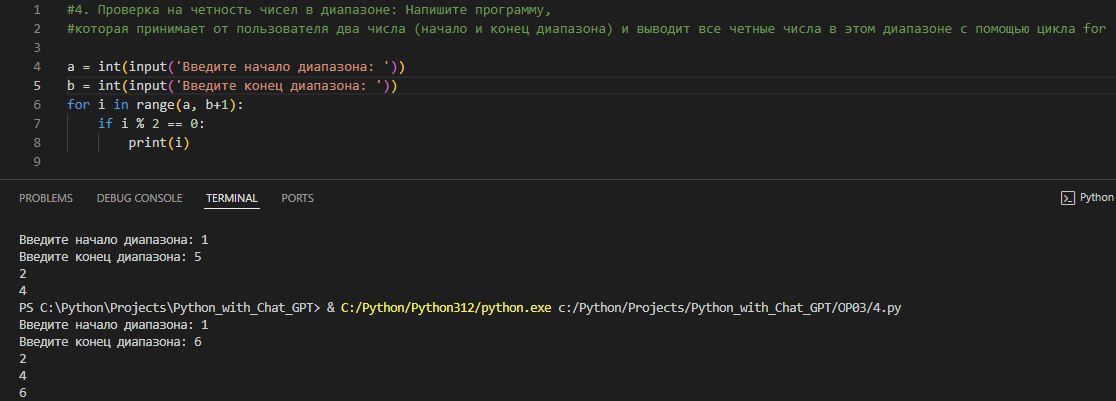 1 #4. Проверка на четность чисел в диапазоне: Напишите программу,
2 #которая принимает от пользователя два числа (начало и конец диапазона) и выводит все четные числа в этом диапазоне с помощью цикла for
3
4 a = int(input('Введите начало диапазона: '))
5 b = int(input('Введите конец диапазона: '))
6 for i in range(a, b+1):
7     if i % 2 == 0:
8         print(i)
9
PROBLEMS DEBUG CONSOLE TERMINAL PORTS Python
Введите начало диапазона: 1
Введите конец диапазона: 5
2
4
PS C:\Python\Projects\Python_with_Chat_GPT> & C:/Python/Python312/python.exe c:/Python/Projects/Python_with_Chat_GPT/OP03/4.py
Введите начало диапазона: 1
Введите конец диапазона: 6
2
4
6